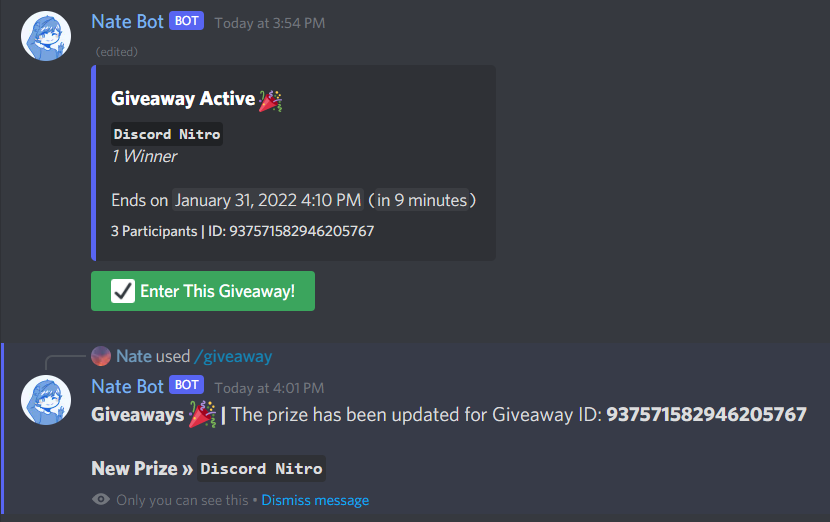 Nate Bot BOT Today at 3:54 PM
(edited)
Giveaway Active
Discord Nitro
1 Winner
Ends on January 31, 2022 4:10 PM (in 9 minutes)
3 Participants | ID: 937571582946205767
Enter This Giveaway!
Nate used /giveaway
Nate Bot BOT Today at 4:01 PM
Giveaways | The prize has been updated for Giveaway ID: 937571582946205767
New Prize » Discord Nitro
Only you can see this • Dismiss message